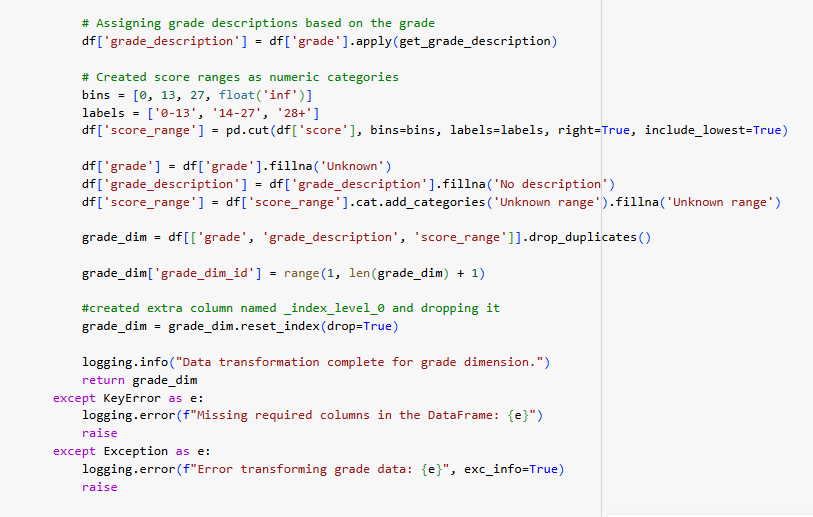 # Assigning grade descriptions based on the grade
df['grade_description'] = df['grade'].apply(get_grade_description)
# Created score ranges as numeric categories
bins = [0, 13, 27, float('inf')]
labels = ['0-13', '14-27', '28+']
df['score_range'] = pd.cut(df['score'], bins=bins, labels=labels, right=True, include_lowest=True)
df['grade'] = df['grade'].fillna('Unknown')
df['grade_description'] = df['grade_description'].fillna('No description')
df['score_range'] = df['score_range'].cat.add_categories('Unknown range').fillna('Unknown range')
grade_dim = df[['grade', 'grade_description', 'score_range']].drop_duplicates()
grade_dim['grade_dim_id'] = range(1, len(grade_dim) + 1)
#created extra column named _index_level_0 and dropping it
grade_dim = grade_dim.reset_index(drop=True)
logging.info("Data transformation complete for grade dimension.")
return grade_dim
except KeyError as e:
logging.error(f"Missing required columns in the DataFrame: {e}")
raise
except Exception as e:
logging.error(f"Error transforming grade data: {e}", exc_info=True)
raise